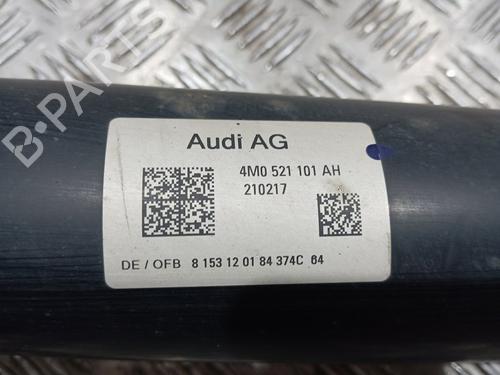 B-PARTS
Audi AG
4M0 521 101 AH
210217
DE / OFB 8 153 12 01 84 374C 64